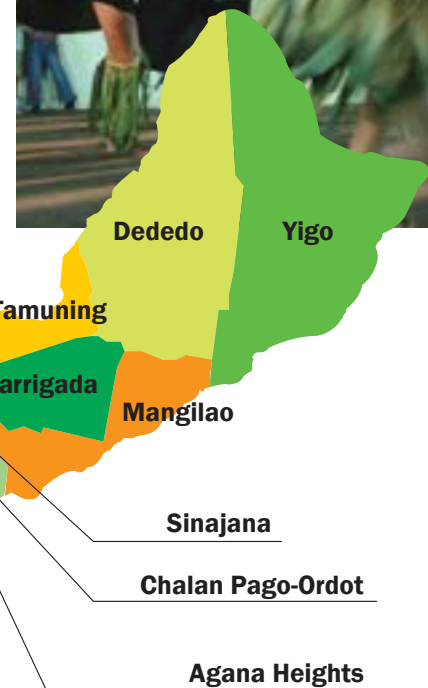 Dededo
Yigo
Tamuning
arrigada
Mangilao
Sinajana
Chalan Pago-Ordot
Agana Heights